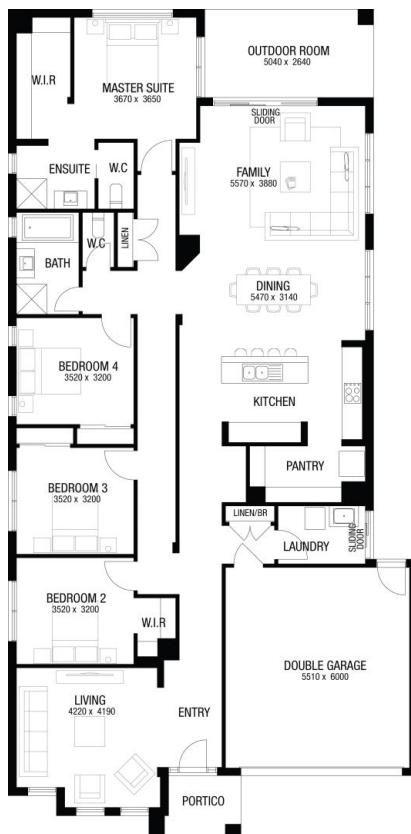 OUTDOOR ROOM
5040 x 2640
W.I.R
MASTER SUITE
3670 x 3650
SLIDING
DOOR
ENSUITE
W.C
FAMILY
5570 x 3880
W.C
LINEN
BATH
DINING
5470 x 3140
BEDROOM 4
3520 x 3200
KITCHEN
PANTRY
BEDROOM 3
3520 x 3200
LINEN/BR
LAUNDRY
SLIDING
DOOR
BEDROOM 2
3520 x 3200
W.I.R
DOUBLE GARAGE
5510 x 6000
LIVING
4220 x 4190
ENTRY
PORTICO